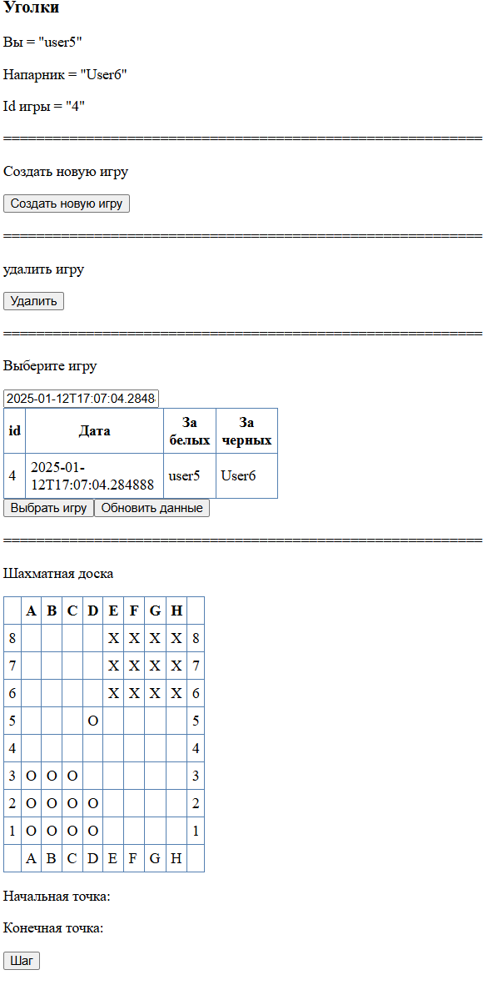 Уголки
Вы = "user5"
Напарник = "User6"
Id игры = "4"
==========================================================
Создать новую игру
Создать новую игру
==========================================================
удалить игру
Удалить
==========================================================
Выберите игру
2025-01-12T17:07:04.2848
id Дата За белых За черных
4 2025-01-12T17:07:04.284888 user5 User6
Выбрать игру Обновить данные
==========================================================
Шахматная доска
A B C D E F G H
8 X X X X 8
7 X X X X 7
6 X X X X 6
5 O 5
4 4
3 O O O 3
2 O O O O 2
1 O O O O 1
A B C D E F G H
Начальная точка:
Конечная точка:
Шаг